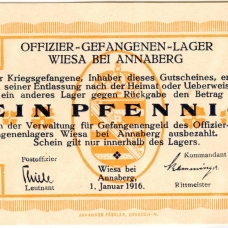 OFFIZIER-GEFANGENEN-LAGER
WIESA BEI ANNABERG
r Kriegsgefangene, Inhaber dieses Gutscheines, er
seiner Entlassung nach der Heimat oder Ueberweis
ein anderes Lager gegen Rückgabe den Betrag
EIN PFENNI
n der Verwaltung für Gefangenengeld des Offizier-
angenenlagers Wiesa bei Annaberg ausbezahlt.
Schein gilt nur innerhalb des Lagers.
Postoffizier
Kommandant
Wiesa bei
Annaberg,
1. Januar 1916.
Leutnant
Rittmeister